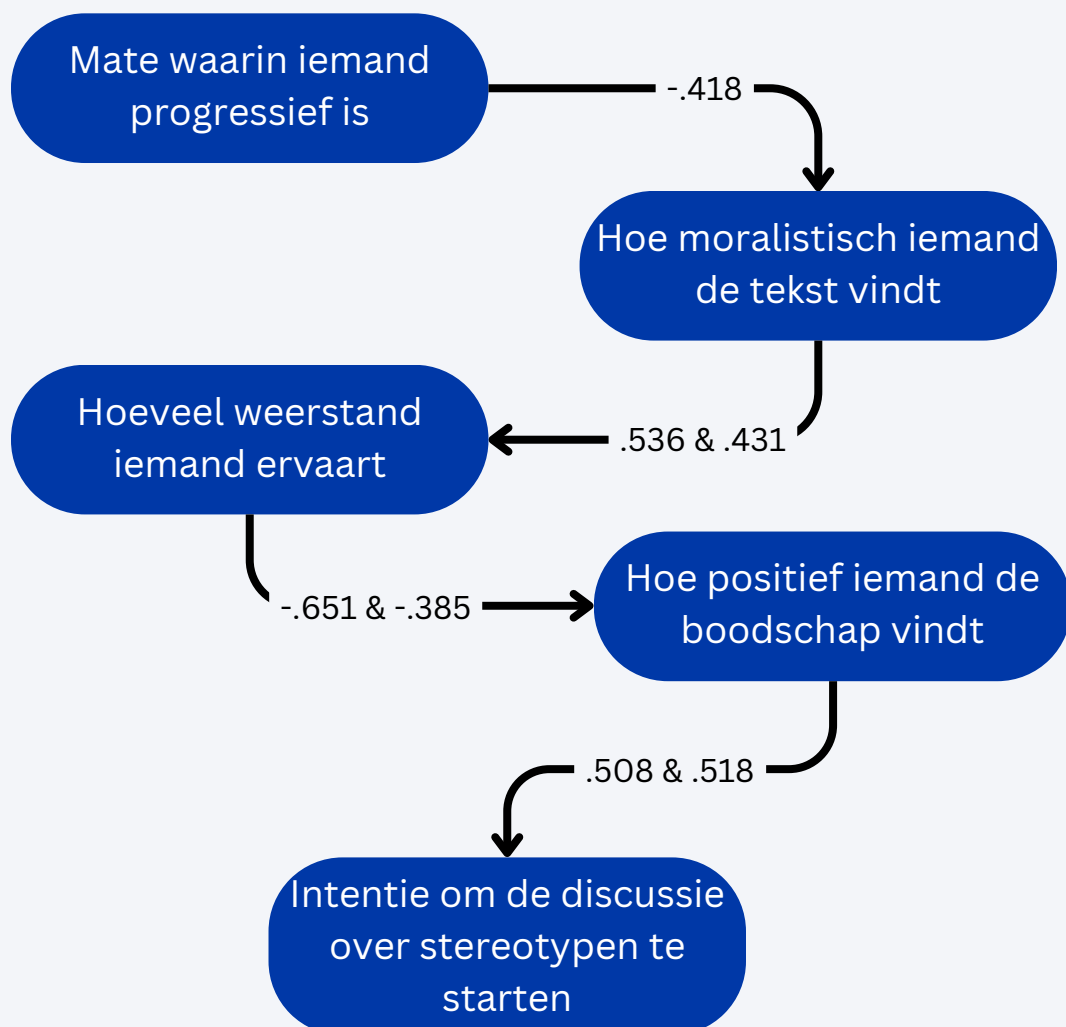 Mate waarin iemand
progressief is
-.418
Hoe moralistisch iemand
de tekst vindt
.536 & .431
Hoeveel weerstand
iemand ervaart
-.651 & -.385
Hoe positief iemand de
boodschap vindt
.508 & .518
Intentie om de discussie
over stereotypen te
starten